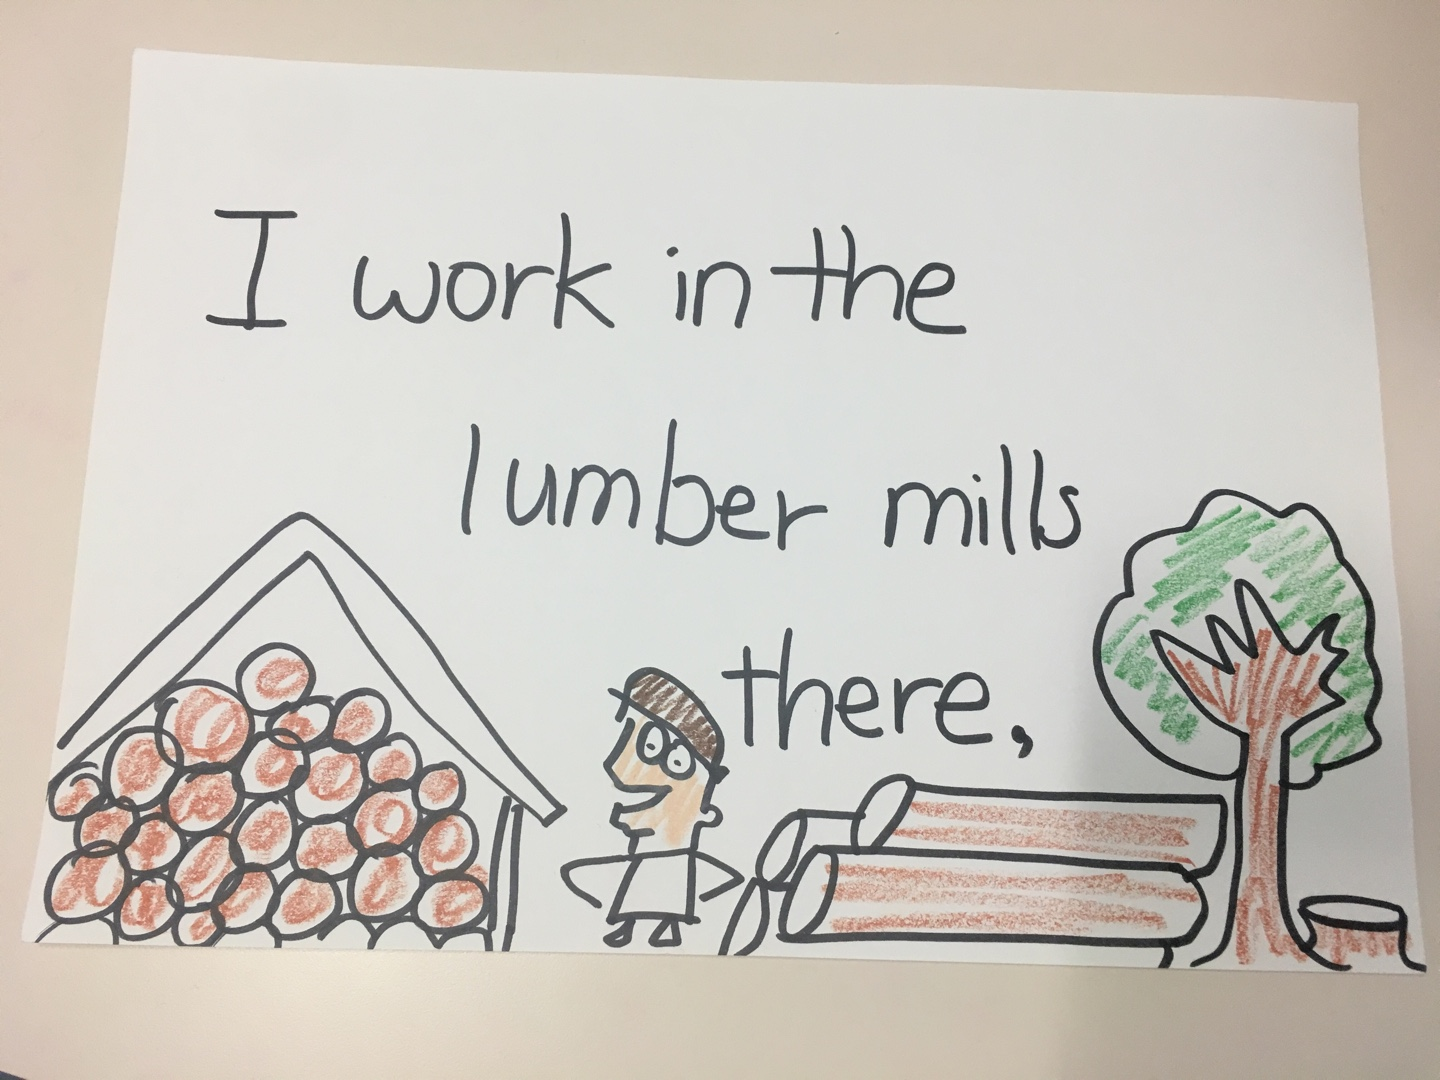 I work in the
lumber mills
there,